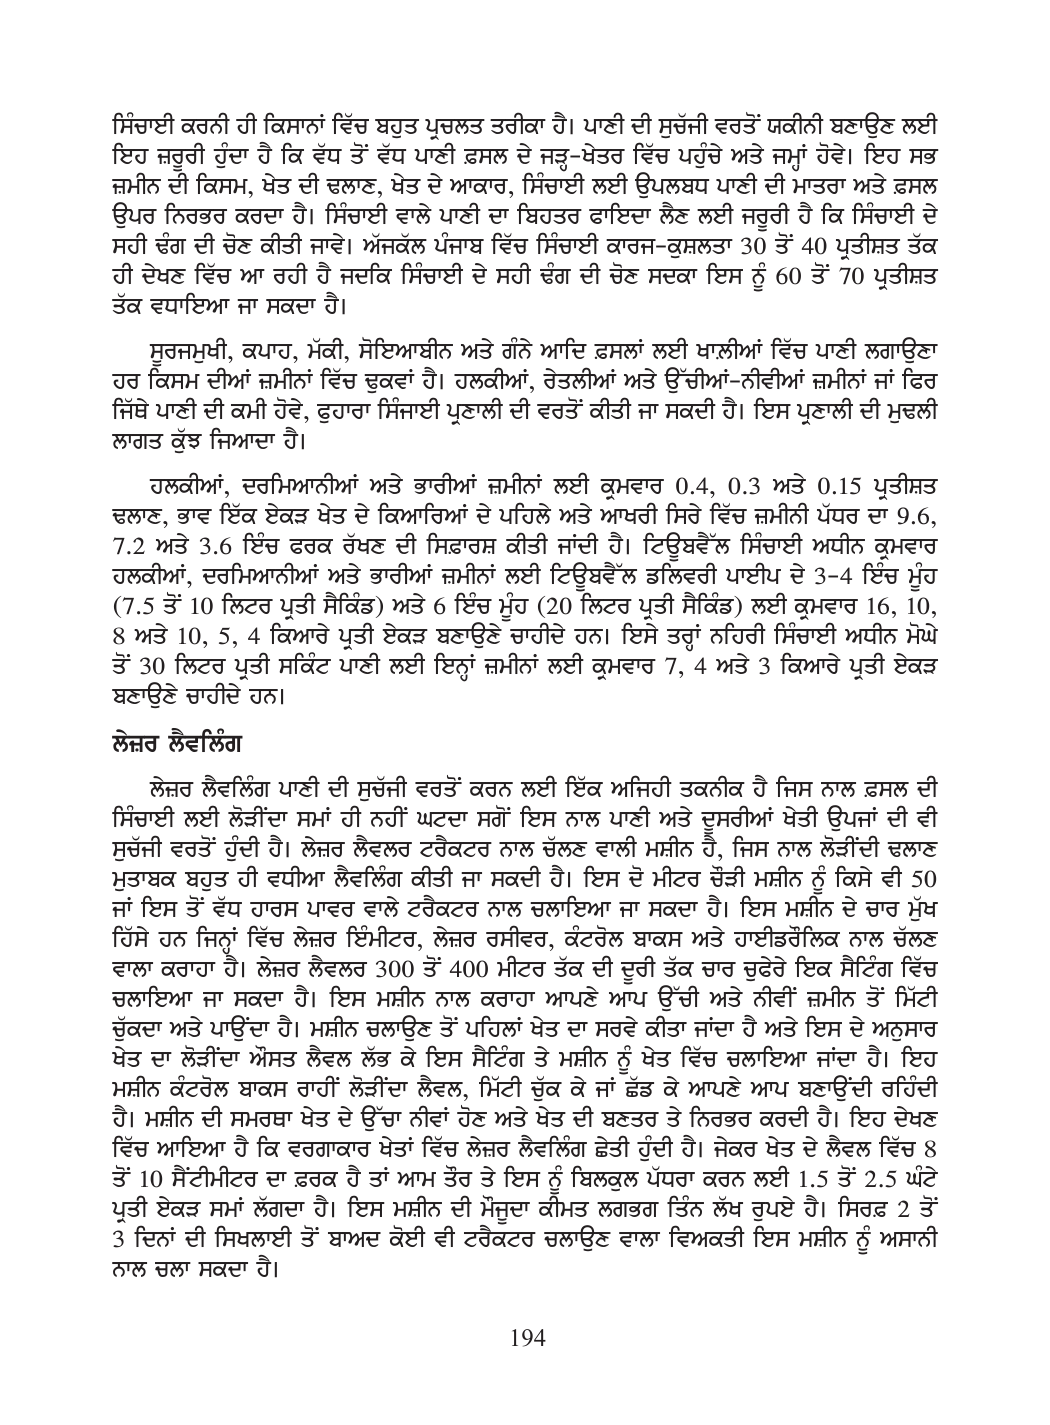 ਸਿੰਚਾਈ ਕਰਨੀ ਹੀ ਕਿਸਾਨਾਂ ਵਿੱਚ ਬਹੁਤ ਪ੍ਰਚਲਤ ਤਰੀਕਾ ਹੈ। ਪਾਣੀ ਦੀ ਸੁਚੱਜੀ ਵਰਤੋਂ ਯਕੀਨੀ ਬਣਾਉਣ ਲਈ
ਇਹ ਜ਼ਰੂਰੀ ਹੁੰਦਾ ਹੈ ਕਿ ਵੱਧ ਤੋਂ ਵੱਧ ਪਾਣੀ ਫ਼ਸਲ ਦੇ ਜੜ੍ਹ-ਖੇਤਰ ਵਿੱਚ ਪਹੁੰਚੇ ਅਤੇ ਜਮ੍ਹਾਂ ਹੋਵੇ। ਇਹ ਸਭ
ਜ਼ਮੀਨ ਦੀ ਕਿਸਮ, ਖੇਤ ਦੀ ਢਲਾਣ, ਖੇਤ ਦੇ ਆਕਾਰ, ਸਿੰਚਾਈ ਲਈ ਉਪਲਬਧ ਪਾਣੀ ਦੀ ਮਾਤਰਾ ਅਤੇ ਫ਼ਸਲ
ਉਪਰ ਨਿਰਭਰ ਕਰਦਾ ਹੈ। ਸਿੰਚਾਈ ਵਾਲੇ ਪਾਣੀ ਦਾ ਬਿਹਤਰ ਫਾਇਦਾ ਲੈਣ ਲਈ ਜਰੂਰੀ ਹੈ ਕਿ ਸਿੰਚਾਈ ਦੇ
ਸਹੀ ਢੰਗ ਦੀ ਚੋਣ ਕੀਤੀ ਜਾਵੇ। ਅੱਜਕੱਲ ਪੰਜਾਬ ਵਿੱਚ ਸਿੰਚਾਈ ਕਾਰਜ-ਕੁਸ਼ਲਤਾ 30 ਤੋਂ 40 ਪ੍ਰਤੀਸ਼ਤ ਤੱਕ
ਹੀ ਦੇਖਣ ਵਿੱਚ ਆ ਰਹੀ ਹੈ ਜਦਕਿ ਸਿੰਚਾਈ ਦੇ ਸਹੀ ਢੰਗ ਦੀ ਚੋਣ ਸਦਕਾ ਇਸ ਨੂੰ 60 ਤੋਂ 70 ਪ੍ਰਤੀਸ਼ਤ
ਤੱਕ ਵਧਾਇਆ ਜਾ ਸਕਦਾ ਹੈ।
ਸੂਰਜਮੁਖੀ, ਕਪਾਹ, ਮੱਕੀ, ਸੋਇਆਬੀਨ ਅਤੇ ਗੰਨੇ ਆਦਿ ਫ਼ਸਲਾਂ ਲਈ ਖਾਲ਼ੀਆਂ ਵਿੱਚ ਪਾਣੀ ਲਗਾਉਣਾ
ਹਰ ਕਿਸਮ ਦੀਆਂ ਜ਼ਮੀਨਾਂ ਵਿੱਚ ਢੁਕਵਾਂ ਹੈ। ਹਲਕੀਆਂ, ਰੇਤਲੀਆਂ ਅਤੇ ਉੱਚੀਆਂ-ਨੀਵੀਆਂ ਜ਼ਮੀਨਾਂ ਜਾਂ ਫਿਰ
ਜਿੱਥੇ ਪਾਣੀ ਦੀ ਕਮੀ ਹੋਵੇ, ਫੁਹਾਰਾ ਸਿੰਜਾਈ ਪ੍ਰਣਾਲੀ ਦੀ ਵਰਤੋਂ ਕੀਤੀ ਜਾ ਸਕਦੀ ਹੈ। ਇਸ ਪ੍ਰਣਾਲੀ ਦੀ ਮੁਢਲੀ
ਲਾਗਤ ਕੁੱਝ ਜਿਆਦਾ ਹੈ।
ਹਲਕੀਆਂ, ਦਰਮਿਆਨੀਆਂ ਅਤੇ ਭਾਰੀਆਂ ਜ਼ਮੀਨਾਂ ਲਈ ਕ੍ਰਮਵਾਰ 0.4, 0.3 ਅਤੇ 0.15 ਪ੍ਰਤੀਸ਼ਤ
ਢਲਾਣ, ਭਾਵ ਇੱਕ ਏਕੜ ਖੇਤ ਦੇ ਕਿਆਰਿਆਂ ਦੇ ਪਹਿਲੇ ਅਤੇ ਆਖਰੀ ਸਿਰੇ ਵਿੱਚ ਜ਼ਮੀਨੀ ਪੱਧਰ ਦਾ 9.6,
7.2 ਅਤੇ 3.6 ਇੰਚ ਫਰਕ ਰੱਖਣ ਦੀ ਸਿਫ਼ਾਰਸ਼ ਕੀਤੀ ਜਾਂਦੀ ਹੈ। ਟਿਊਬਵੈੱਲ ਸਿੰਚਾਈ ਅਧੀਨ ਕ੍ਰਮਵਾਰ
ਹਲਕੀਆਂ, ਦਰਮਿਆਨੀਆਂ ਅਤੇ ਭਾਰੀਆਂ ਜ਼ਮੀਨਾਂ ਲਈ ਟਿਊਬਵੈੱਲ ਡਲਿਵਰੀ ਪਾਈਪ ਦੇ 3-4 ਇੰਚ ਮੂੰਹ
(7.5 ਤੋਂ 10 ਲਿਟਰ ਪ੍ਰਤੀ ਸੈਕਿੰਡ) ਅਤੇ 6 ਇੰਚ ਮੂੰਹ (20 ਲਿਟਰ ਪ੍ਰਤੀ ਸੈਕਿੰਡ) ਲਈ ਕ੍ਰਮਵਾਰ 16, 10,
8 ਅਤੇ 10, 5, 4 ਕਿਆਰੇ ਪ੍ਰਤੀ ਏਕੜ ਬਣਾਉਣੇ ਚਾਹੀਦੇ ਹਨ। ਇਸੇ ਤਰ੍ਹਾਂ ਨਹਿਰੀ ਸਿੰਚਾਈ ਅਧੀਨ ਮੋਘੇ
ਤੋਂ 30 ਲਿਟਰ ਪ੍ਰਤੀ ਸਕਿੰਟ ਪਾਣੀ ਲਈ ਇਨ੍ਹਾਂ ਜ਼ਮੀਨਾਂ ਲਈ ਕ੍ਰਮਵਾਰ 7, 4 ਅਤੇ 3 ਕਿਆਰੇ ਪ੍ਰਤੀ ਏਕੜ
ਬਣਾਉਣੇ ਚਾਹੀਦੇ ਹਨ।
ਲੇਜ਼ਰ ਲੈਵਲਿੰਗ
ਲੇਜ਼ਰ ਲੈਵਲਿੰਗ ਪਾਣੀ ਦੀ ਸੁਚੱਜੀ ਵਰਤੋਂ ਕਰਨ ਲਈ ਇੱਕ ਅਜਿਹੀ ਤਕਨੀਕ ਹੈ ਜਿਸ ਨਾਲ ਫ਼ਸਲ ਦੀ
ਸਿੰਚਾਈ ਲਈ ਲੋੜੀਂਦਾ ਸਮਾਂ ਹੀ ਨਹੀਂ ਘਟਦਾ ਸਗੋਂ ਇਸ ਨਾਲ ਪਾਣੀ ਅਤੇ ਦੂਸਰੀਆਂ ਖੇਤੀ ਉਪਜਾਂ ਦੀ ਵੀ
ਸੁਚੱਜੀ ਵਰਤੋਂ ਹੁੰਦੀ ਹੈ। ਲੇਜ਼ਰ ਲੈਵਲਰ ਟਰੈਕਟਰ ਨਾਲ ਚੱਲਣ ਵਾਲੀ ਮਸ਼ੀਨ ਹੈ, ਜਿਸ ਨਾਲ ਲੋੜੀਂਦੀ ਢਲਾਣ
ਮੁਤਾਬਕ ਬਹੁਤ ਹੀ ਵਧੀਆ ਲੈਵਲਿੰਗ ਕੀਤੀ ਜਾ ਸਕਦੀ ਹੈ। ਇਸ ਦੋ ਮੀਟਰ ਚੌੜੀ ਮਸ਼ੀਨ ਨੂੰ ਕਿਸੇ ਵੀ 50
ਜਾਂ ਇਸ ਤੋਂ ਵੱਧ ਹਾਰਸ ਪਾਵਰ ਵਾਲੇ ਟਰੈਕਟਰ ਨਾਲ ਚਲਾਇਆ ਜਾ ਸਕਦਾ ਹੈ। ਇਸ ਮਸ਼ੀਨ ਦੇ ਚਾਰ ਮੁੱਖ
ਹਿੱਸੇ ਹਨ ਜਿਨ੍ਹਾਂ ਵਿੱਚ ਲੇਜ਼ਰ ਇੰਮੀਟਰ, ਲੇਜ਼ਰ ਰਸੀਵਰ, ਕੰਟਰੋਲ ਬਾਕਸ ਅਤੇ ਹਾਈਡਰੌਲਿਕ ਨਾਲ ਚੱਲਣ
ਵਾਲਾ ਕਰਾਹਾ ਹੈ। ਲੇਜ਼ਰ ਲੈਵਲਰ 300 ਤੋਂ 400 ਮੀਟਰ ਤੱਕ ਦੀ ਦੂਰੀ ਤੱਕ ਚਾਰ ਚੁਫੇਰੇ ਇਕ ਸੈਟਿੰਗ ਵਿੱਚ
ਚਲਾਇਆ ਜਾ ਸਕਦਾ ਹੈ। ਇਸ ਮਸ਼ੀਨ ਨਾਲ ਕਰਾਹਾ ਆਪਣੇ ਆਪ ਉੱਚੀ ਅਤੇ ਨੀਵੀਂ ਜ਼ਮੀਨ ਤੋਂ ਮਿੱਟੀ
ਚੁੱਕਦਾ ਅਤੇ ਪਾਉਂਦਾ ਹੈ। ਮਸ਼ੀਨ ਚਲਾਉਣ ਤੋਂ ਪਹਿਲਾਂ ਖੇਤ ਦਾ ਸਰਵੇ ਕੀਤਾ ਜਾਂਦਾ ਹੈ ਅਤੇ ਇਸ ਦੇ ਅਨੁਸਾਰ
ਖੇਤ ਦਾ ਲੋੜੀਂਦਾ ਔਸਤ ਲੈਵਲ ਲੱਭ ਕੇ ਇਸ ਸੈਟਿੰਗ ਤੇ ਮਸ਼ੀਨ ਨੂੰ ਖੇਤ ਵਿੱਚ ਚਲਾਇਆ ਜਾਂਦਾ ਹੈ। ਇਹ
ਮਸ਼ੀਨ ਕੰਟਰੋਲ ਬਾਕਸ ਰਾਹੀਂ ਲੋੜੀਂਦਾ ਲੈਵਲ, ਮਿੱਟੀ ਚੁੱਕ ਕੇ ਜਾਂ ਛੱਡ ਕੇ ਆਪਣੇ ਆਪ ਬਣਾਉਂਦੀ ਰਹਿੰਦੀ
ਹੈ। ਮਸ਼ੀਨ ਦੀ ਸਮਰਥਾ ਖੇਤ ਦੇ ਉੱਚਾ ਨੀਵਾਂ ਹੋਣ ਅਤੇ ਖੇਤ ਦੀ ਬਣਤਰ ਤੇ ਨਿਰਭਰ ਕਰਦੀ ਹੈ। ਇਹ ਦੇਖਣ
ਵਿੱਚ ਆਇਆ ਹੈ ਕਿ ਵਰਗਾਕਾਰ ਖੇਤਾਂ ਵਿੱਚ ਲੇਜ਼ਰ ਲੈਵਲਿੰਗ ਛੇਤੀ ਹੁੰਦੀ ਹੈ। ਜੇਕਰ ਖੇਤ ਦੇ ਲੈਵਲ ਵਿੱਚ 8
ਤੋਂ 10 ਸੈਂਟੀਮੀਟਰ ਦਾ ਫ਼ਰਕ ਹੈ ਤਾਂ ਆਮ ਤੌਰ ਤੇ ਇਸ ਨੂੰ ਬਿਲਕੁਲ ਪੱਧਰਾ ਕਰਨ ਲਈ 1.5 ਤੋਂ 2.5 ਘੰਟੇ
ਪ੍ਰਤੀ ਏਕੜ ਸਮਾਂ ਲੱਗਦਾ ਹੈ। ਇਸ ਮਸ਼ੀਨ ਦੀ ਮੌਜੂਦਾ ਕੀਮਤ ਲਗਭਗ ਤਿੰਨ ਲੱਖ ਰੁਪਏ ਹੈ। ਸਿਰਫ਼ 2 ਤੋਂ
3 ਦਿਨਾਂ ਦੀ ਸਿਖਲਾਈ ਤੋਂ ਬਾਅਦ ਕੋਈ ਵੀ ਟਰੈਕਟਰ ਚਲਾਉਣ ਵਾਲਾ ਵਿਅਕਤੀ ਇਸ ਮਸ਼ੀਨ ਨੂੰ ਅਸਾਨੀ
ਨਾਲ ਚਲਾ ਸਕਦਾ ਹੈ।
194